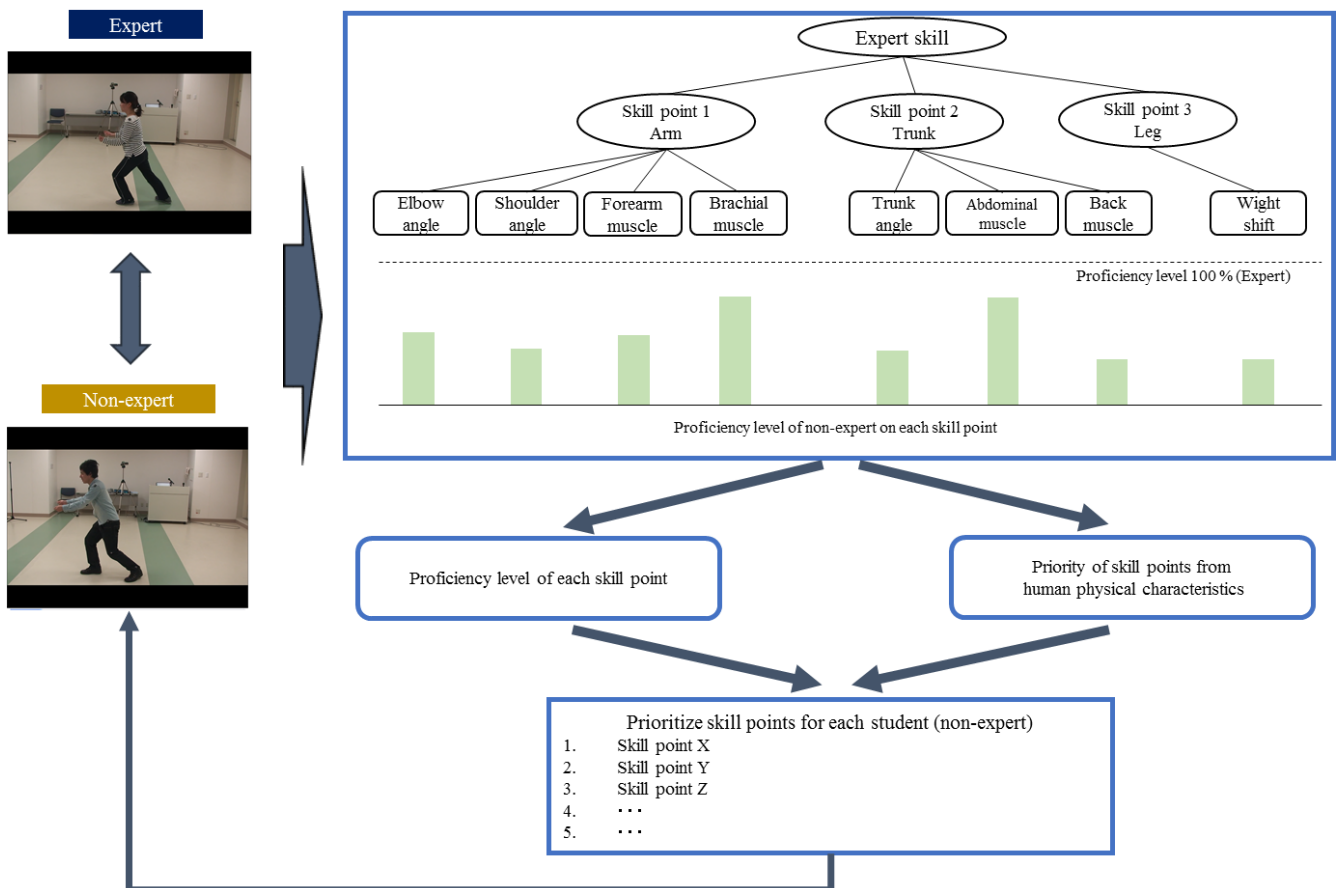 Expert
Non-expert
Expert skill
Skill point 1
Arm
Skill point 2
Trunk
Skill point 3
Leg
Elbow
angle
Shoulder
angle
Forearm
muscle
Brachial
muscle
Trunk
angle
Abdominal
muscle
Back
muscle
Wight
shift
Proficiency level 100 % (Expert)
Proficiency level of non-expert on each skill point
Proficiency level of each skill point
Priority of skill points from
human physical characteristics
Prioritize skill points for each student (non-expert)
1. Skill point X
2. Skill point Y
3. Skill point Z
4. ･･･
5. ･･･